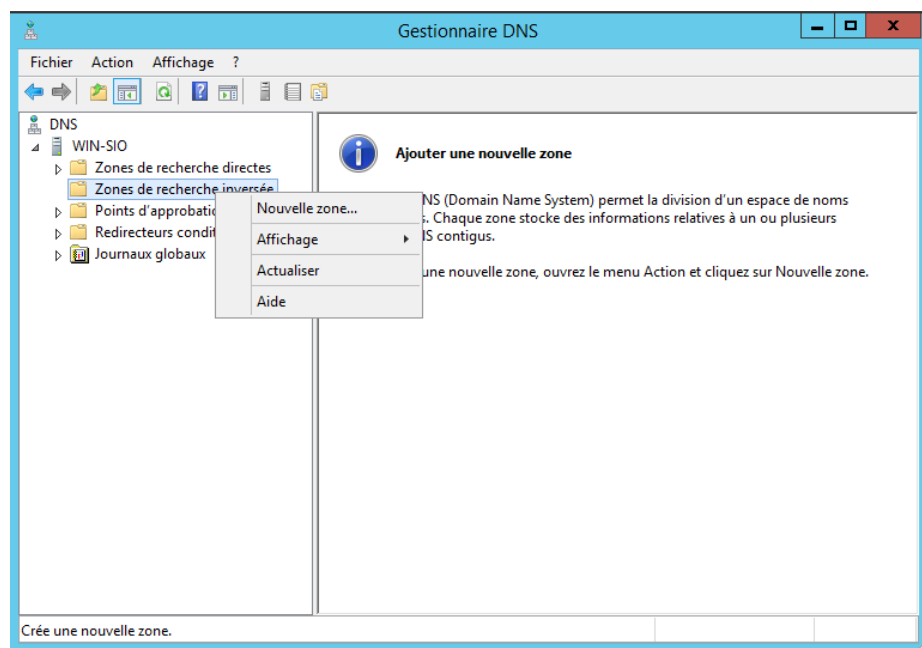 Gestionnaire DNS
Fichier Action Affichage ?
DNS
WIN-SIO
Zones de recherche directes
Zones de recherche inversée
Points d'approbatio
Redirecteurs condit
Journaux globaux
Nouvelle zone...
Affichage
Actualiser
Aide
Ajouter une nouvelle zone
NS (Domain Name System) permet la division d'un espace de noms
s. Chaque zone stocke des informations relatives à un ou plusieurs
IS contigus.
une nouvelle zone, ouvrez le menu Action et cliquez sur Nouvelle zone.
Crée une nouvelle zone.